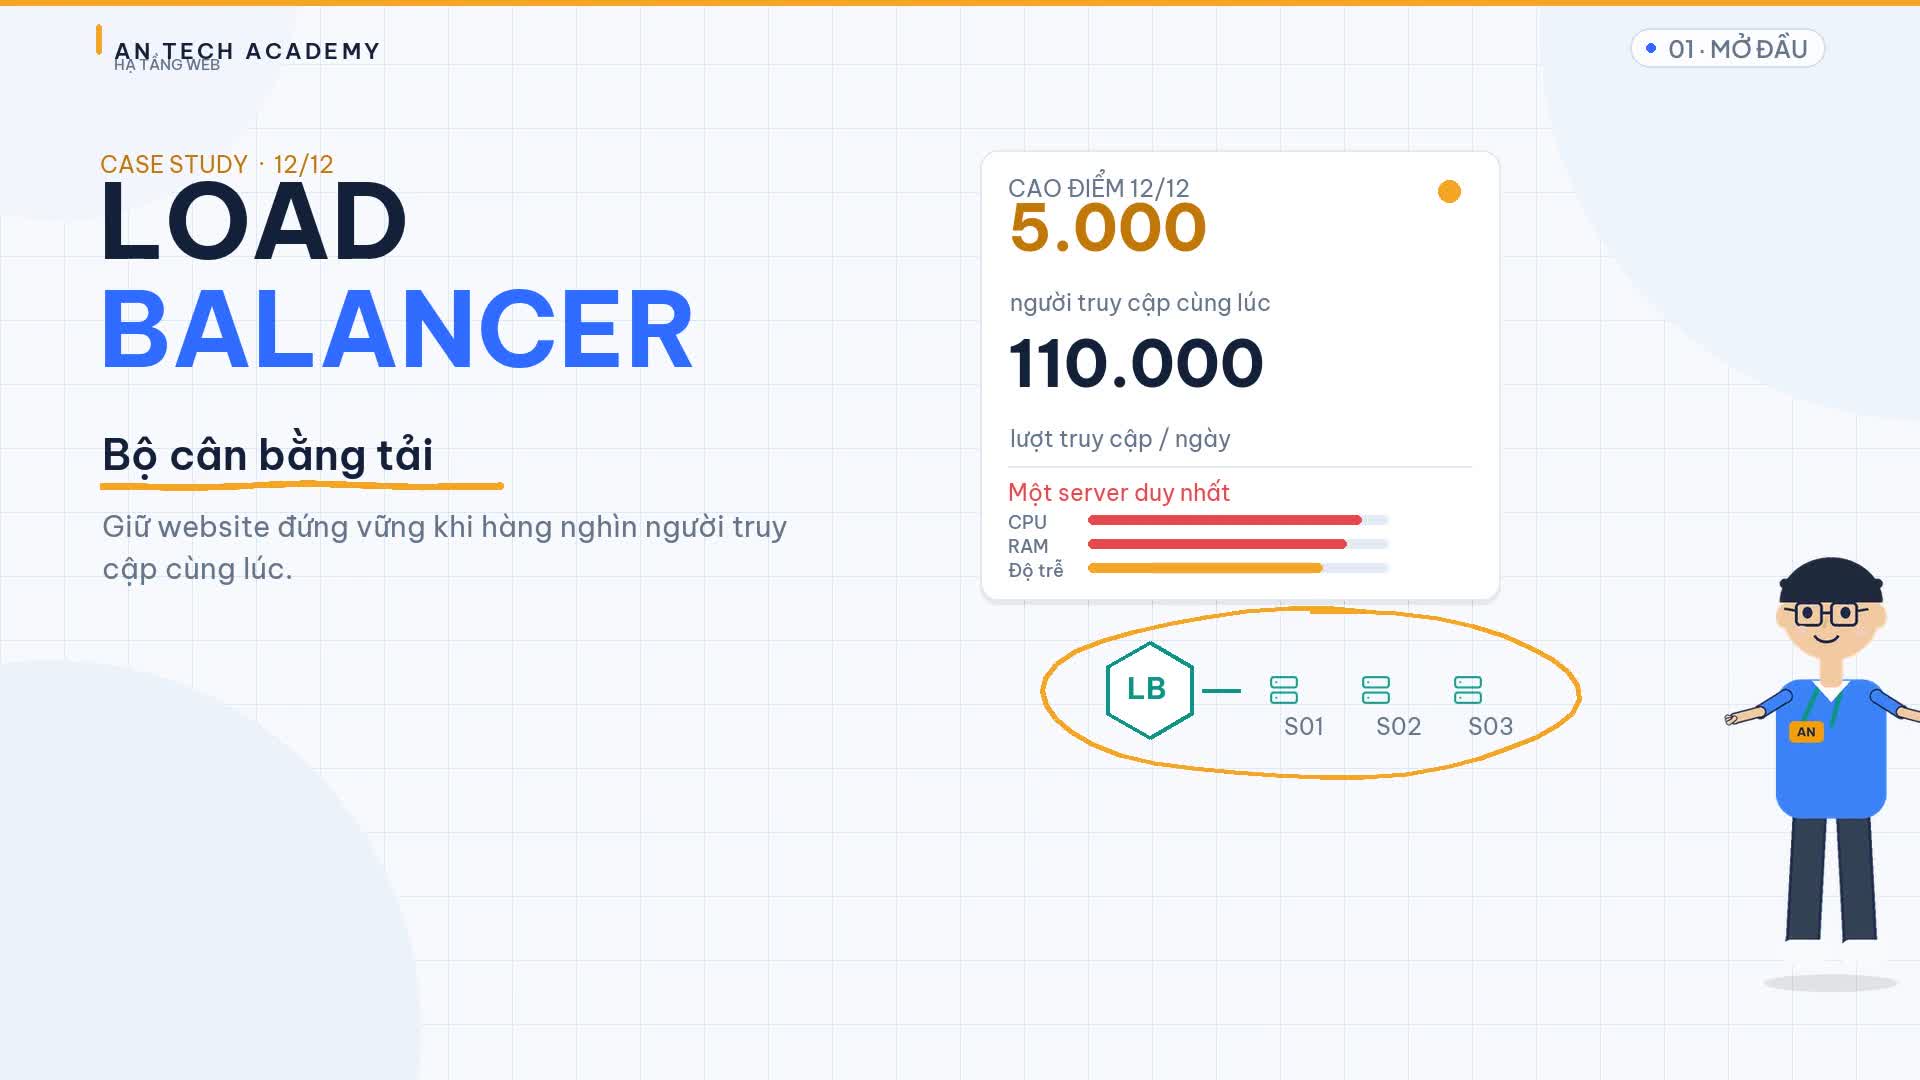 AN TECH ACADEMY
HẠ TẦNG WEB
01 · MỞ ĐẦU
CASE STUDY · 12/12
LOAD
BALANCER
Bộ cân bằng tải
Giữ website đứng vững khi hàng nghìn người truy
cập cùng lúc.
CAO ĐIỂM 12/12
5.000
người truy cập cùng lúc
110.000
lượt truy cập / ngày
Một server duy nhất
CPU
RAM
Độ trễ
LB
S01
S02
S03
AN